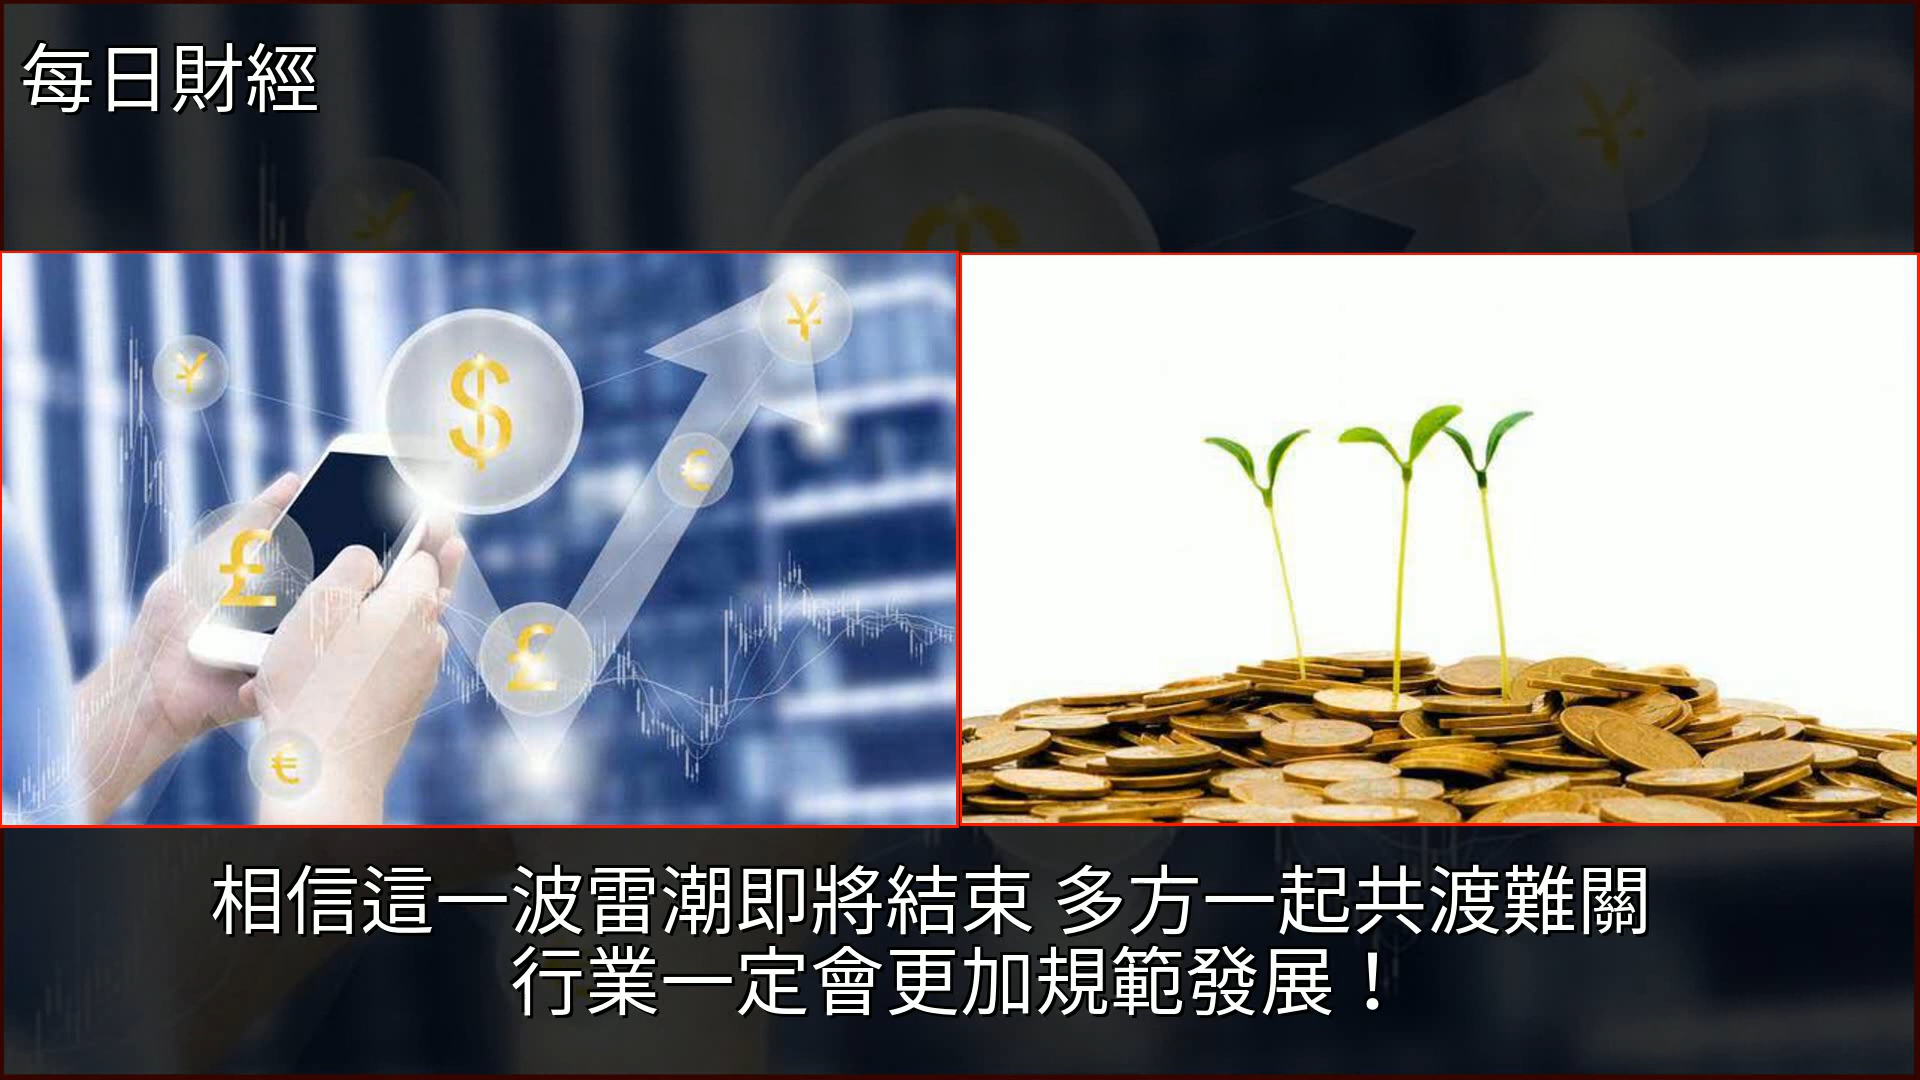 每日財經
¥
$
¥
€
£
£
€
相信這一波雷潮即將結束 多方一起共渡難關
行業一定會更加規範發展！